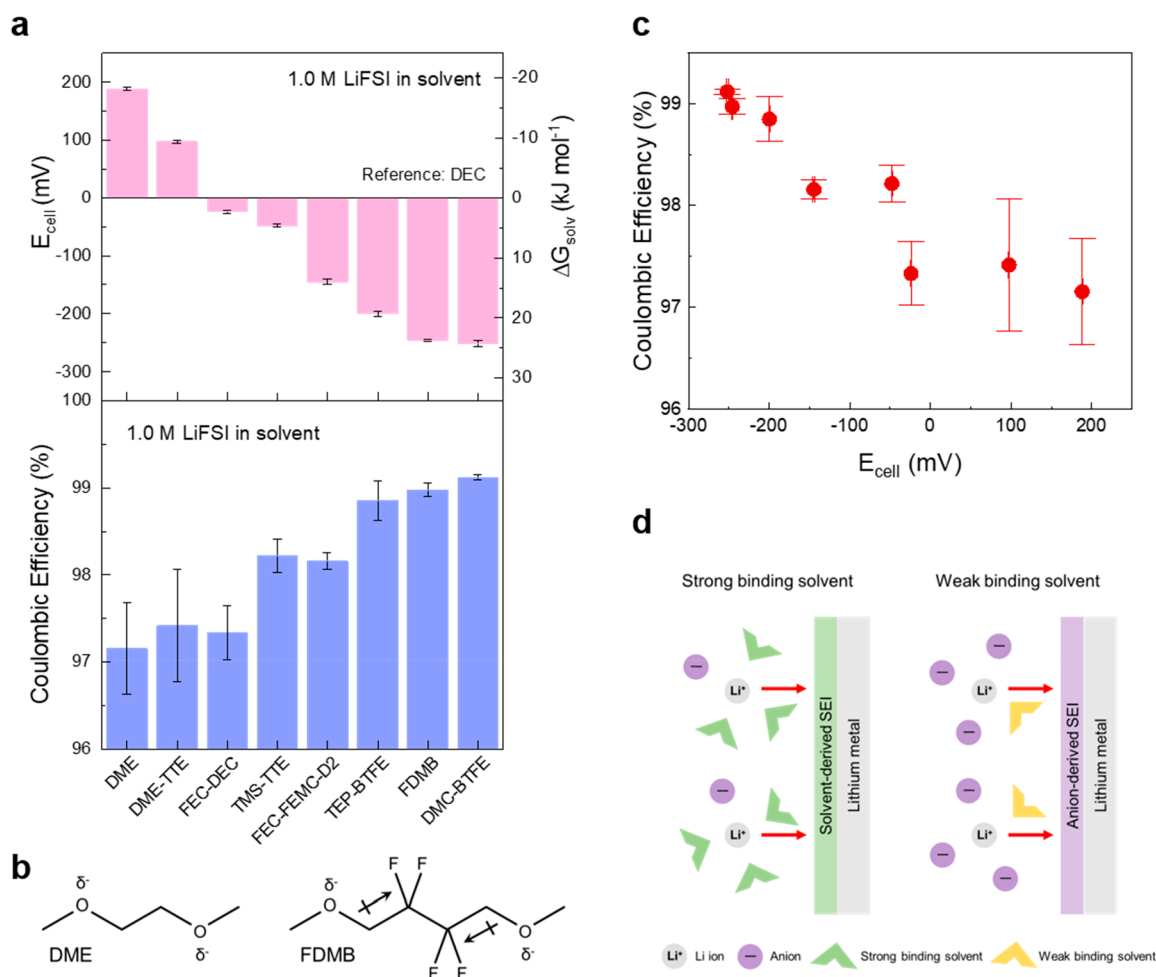 a
1.0 M LiFSI in solvent
Reference: DEC
E_cell (mV)
200
100
0
-100
-200
-300
ΔG_solv (kJ mol⁻¹)
-20
-10
0
10
20
30
1.0 M LiFSI in solvent
Coulombic Efficiency (%)
100
99
98
97
96
DME
DME-TTE
FEC-DEC
TMS-TTE
FEC-FEMC-D2
TEP-BTFE
FDMB
DMC-BTFE
b
δ-
O
O
δ-
DME
δ-
O
F F
F F
O
δ-
FDMB
c
Coulombic Efficiency (%)
99
98
97
96
-300 -200 -100 0 100 200
E_cell (mV)
d
Strong binding solvent
Weak binding solvent
Li⁺
Li⁺
Solvent-derived SEI
Lithium metal
Li⁺
Li⁺
Anion-derived SEI
Lithium metal
Li⁺ Li ion − Anion Strong binding solvent Weak binding solvent